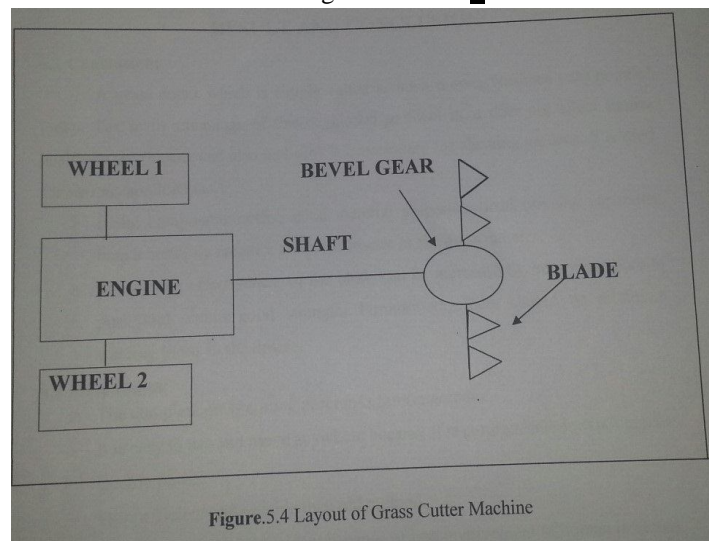 WHEEL 1
BEVEL GEAR
SHAFT
BLADE
ENGINE
WHEEL 2
Figure.5.4 Layout of Grass Cutter Machine